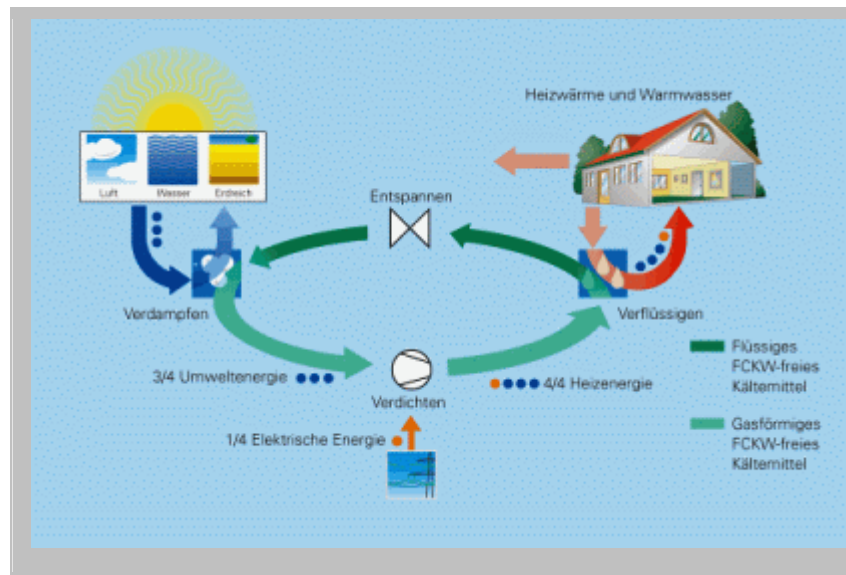 Heizwärme und Warmwasser
Luft
Wasser
Erdreich
Entspannen
Verdampfen
Verflüssigen
3/4 Umweltenergie
4/4 Heizenergie
Verdichten
1/4 Elektrische Energie
Flüssiges
FCKW-freies
Kältemittel
Gasförmiges
FCKW-freies
Kältemittel